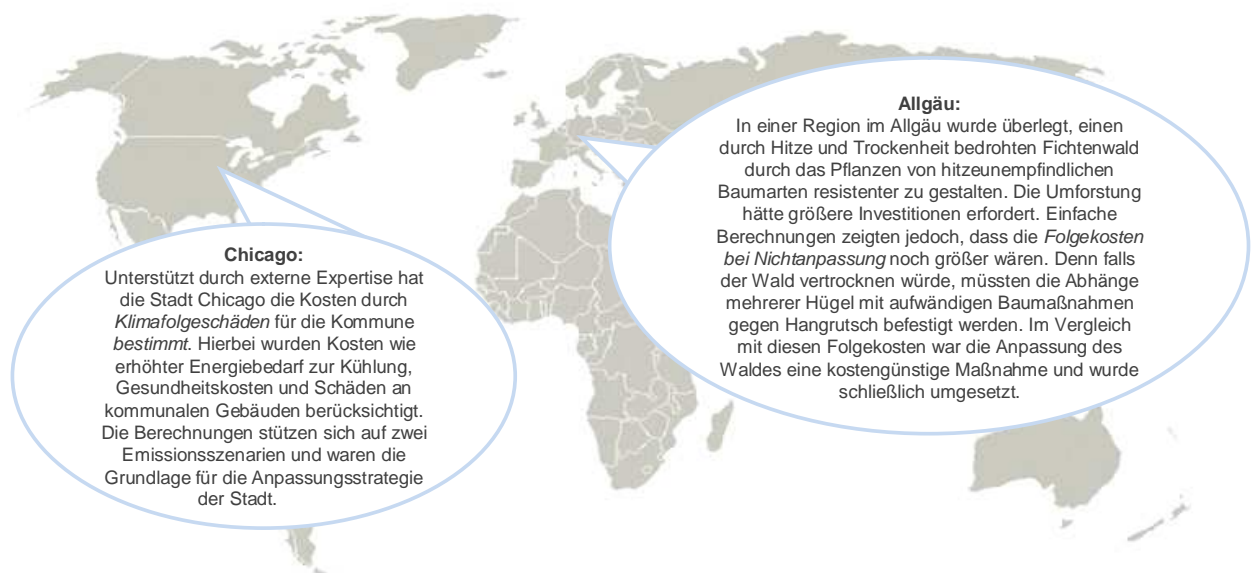 Allgäu:
In einer Region im Allgäu wurde überlegt, einen
durch Hitze und Trockenheit bedrohten Fichtenwald
durch das Pflanzen von hitzeunempfindlichen
Baumarten resistenter zu gestalten. Die Umforstung
hätte größere Investitionen erfordert. Einfache
Berechnungen zeigten jedoch, dass die Folgekosten
bei Nichtanpassung noch größer wären. Denn falls
der Wald vertrocknen würde, müssten die Abhänge
mehrerer Hügel mit aufwändigen Baumaßnahmen
gegen Hangrutsch befestigt werden. Im Vergleich
mit diesen Folgekosten war die Anpassung des
Waldes eine kostengünstige Maßnahme und wurde
schließlich umgesetzt.
Chicago:
Unterstützt durch externe Expertise hat
die Stadt Chicago die Kosten durch
Klimafolgeschäden für die Kommune
bestimmt. Hierbei wurden Kosten wie
erhöhter Energiebedarf zur Kühlung,
Gesundheitskosten und Schäden an
kommunalen Gebäuden berücksichtigt.
Die Berechnungen stützen sich auf zwei
Emissionsszenarien und waren die
Grundlage für die Anpassungsstrategie
der Stadt.